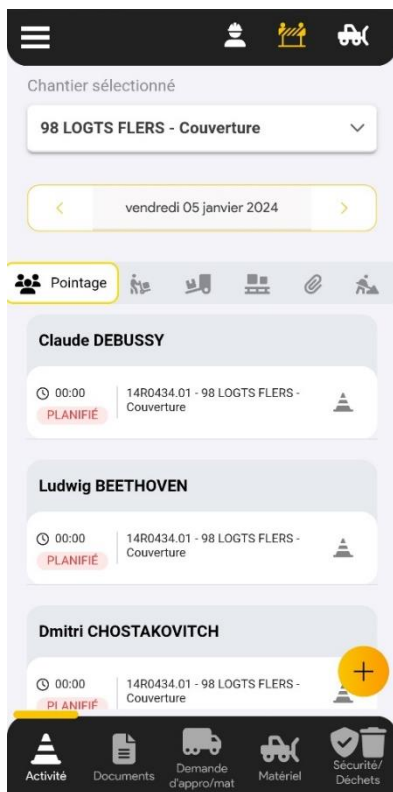 Chantier sélectionné
98 LOGTS FLERS - Couverture
vendredi 05 janvier 2024
Pointage
Claude DEBUSSY
00:00
PLANIFIÉ
14R0434.01 - 98 LOGTS FLERS -
Couverture
Ludwig BEETHOVEN
00:00
PLANIFIÉ
14R0434.01 - 98 LOGTS FLERS -
Couverture
Dmitri CHOSTAKOVITCH
00:00
PLANIFIÉ
14R0434.01 - 98 LOGTS FLERS -
Couverture
Activité
Documents
Demande
d'appro/mat
Matériel
Sécurité/
Déchets